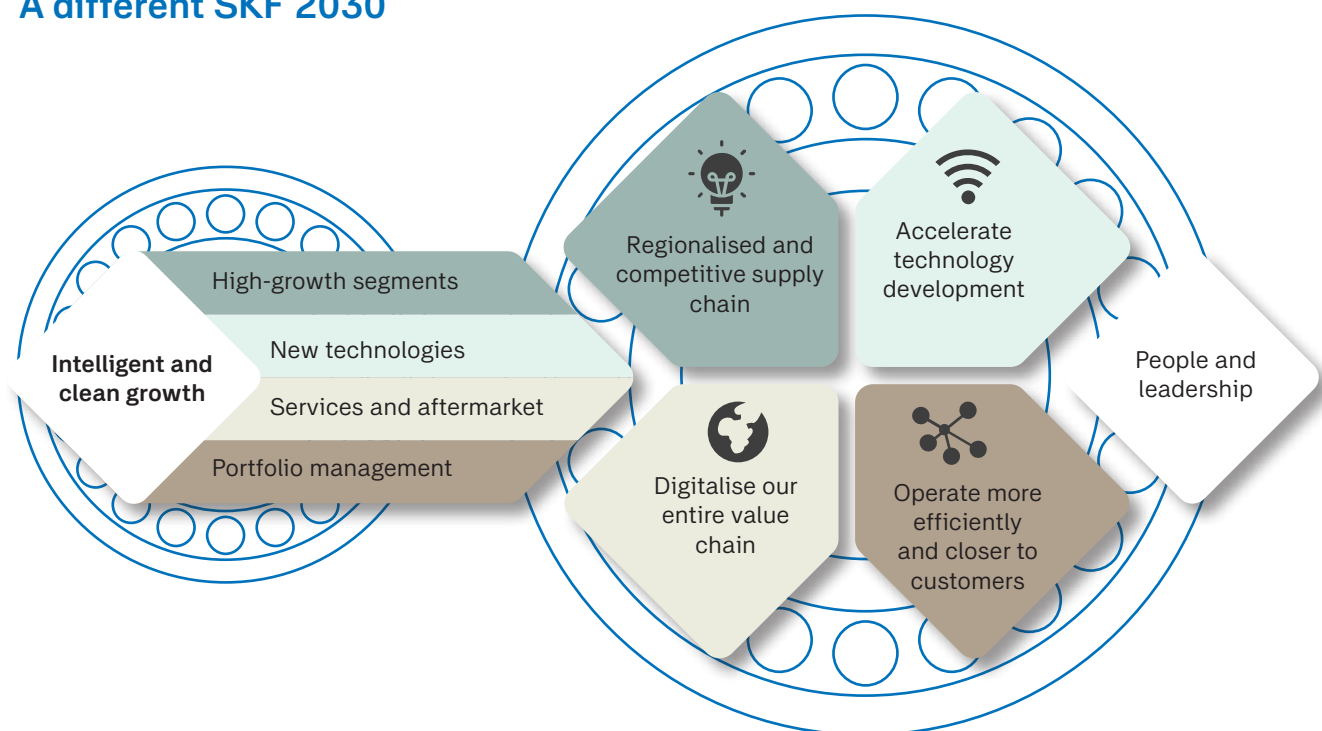 A different SKF 2030
Intelligent and
clean growth
High-growth segments
New technologies
Services and aftermarket
Portfolio management
Regionalised and
competitive supply
chain
Accelerate
technology
development
Digitalise our
entire value
chain
Operate more
efficiently
and closer to
customers
People and
leadership